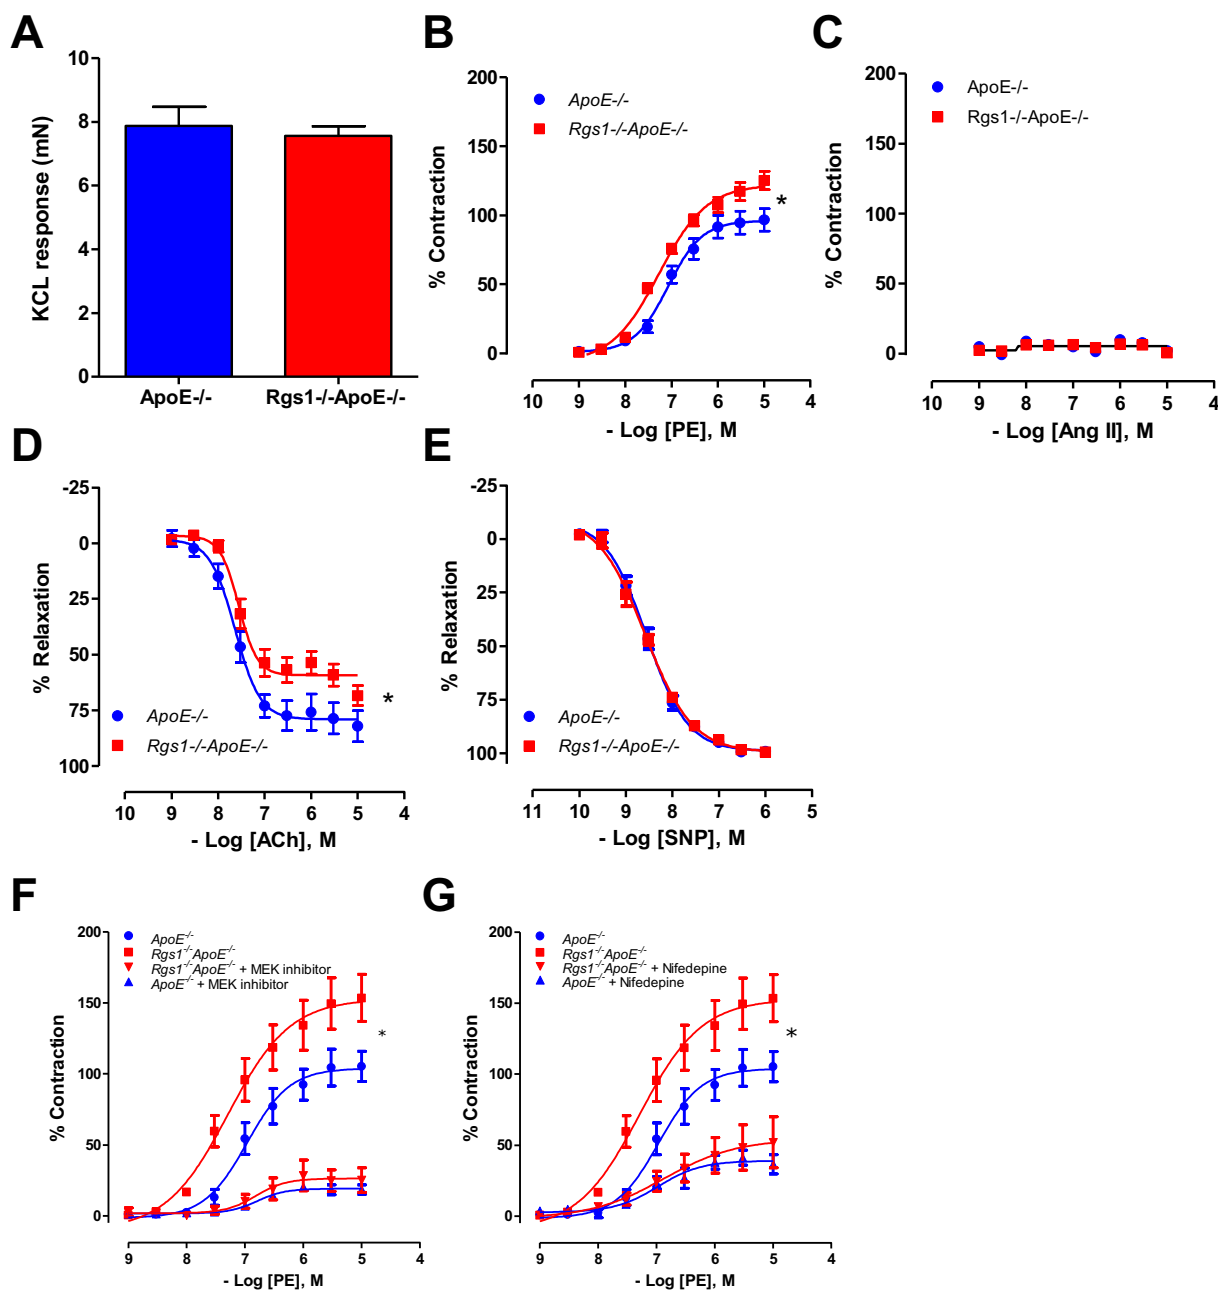 A
KCL response (mN)
10
8
6
4
2
0
ApoE-/-
Rgs1-/-ApoE-/-
B
% Contraction
200
150
100
50
0
ApoE-/-
Rgs1-/-ApoE-/-
*
10 9 8 7 6 5 4
- Log [PE], M
C
% Contraction
200
150
100
50
0
ApoE-/-
Rgs1-/-ApoE-/-
10 9 8 7 6 5 4
- Log [Ang II], M
D
% Relaxation
-25
0
25
50
75
100
*
ApoE-/-
Rgs1-/-ApoE-/-
10 9 8 7 6 5 4
- Log [ACh], M
E
% Relaxation
-25
0
25
50
75
100
ApoE-/-
Rgs1-/-ApoE-/-
11 10 9 8 7 6 5
- Log [SNP], M
F
% Contraction
200
150
100
50
0
ApoE-/-
Rgs1-/-ApoE-/-
Rgs1-/-ApoE-/- + MEK inhibitor
ApoE-/- + MEK inhibitor
*
9 8 7 6 5 4
- Log [PE], M
G
% Contraction
200
150
100
50
0
ApoE-/-
Rgs1-/-ApoE-/-
Rgs1-/-ApoE-/- + Nifedepine
ApoE-/- + Nifedepine
*
9 8 7 6 5 4
- Log [PE], M